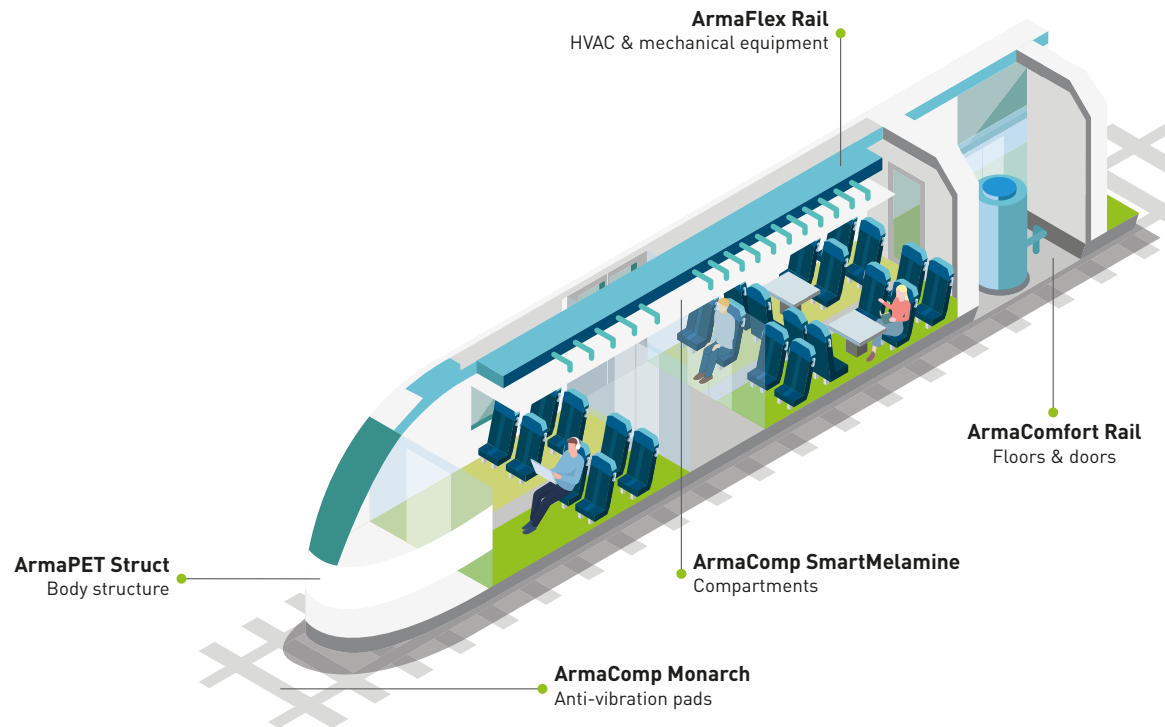 ArmaFlex Rail
HVAC & mechanical equipment
ArmaComfort Rail
Floors & doors
ArmaPET Struct
Body structure
ArmaComp SmartMelamine
Compartments
ArmaComp Monarch
Anti-vibration pads